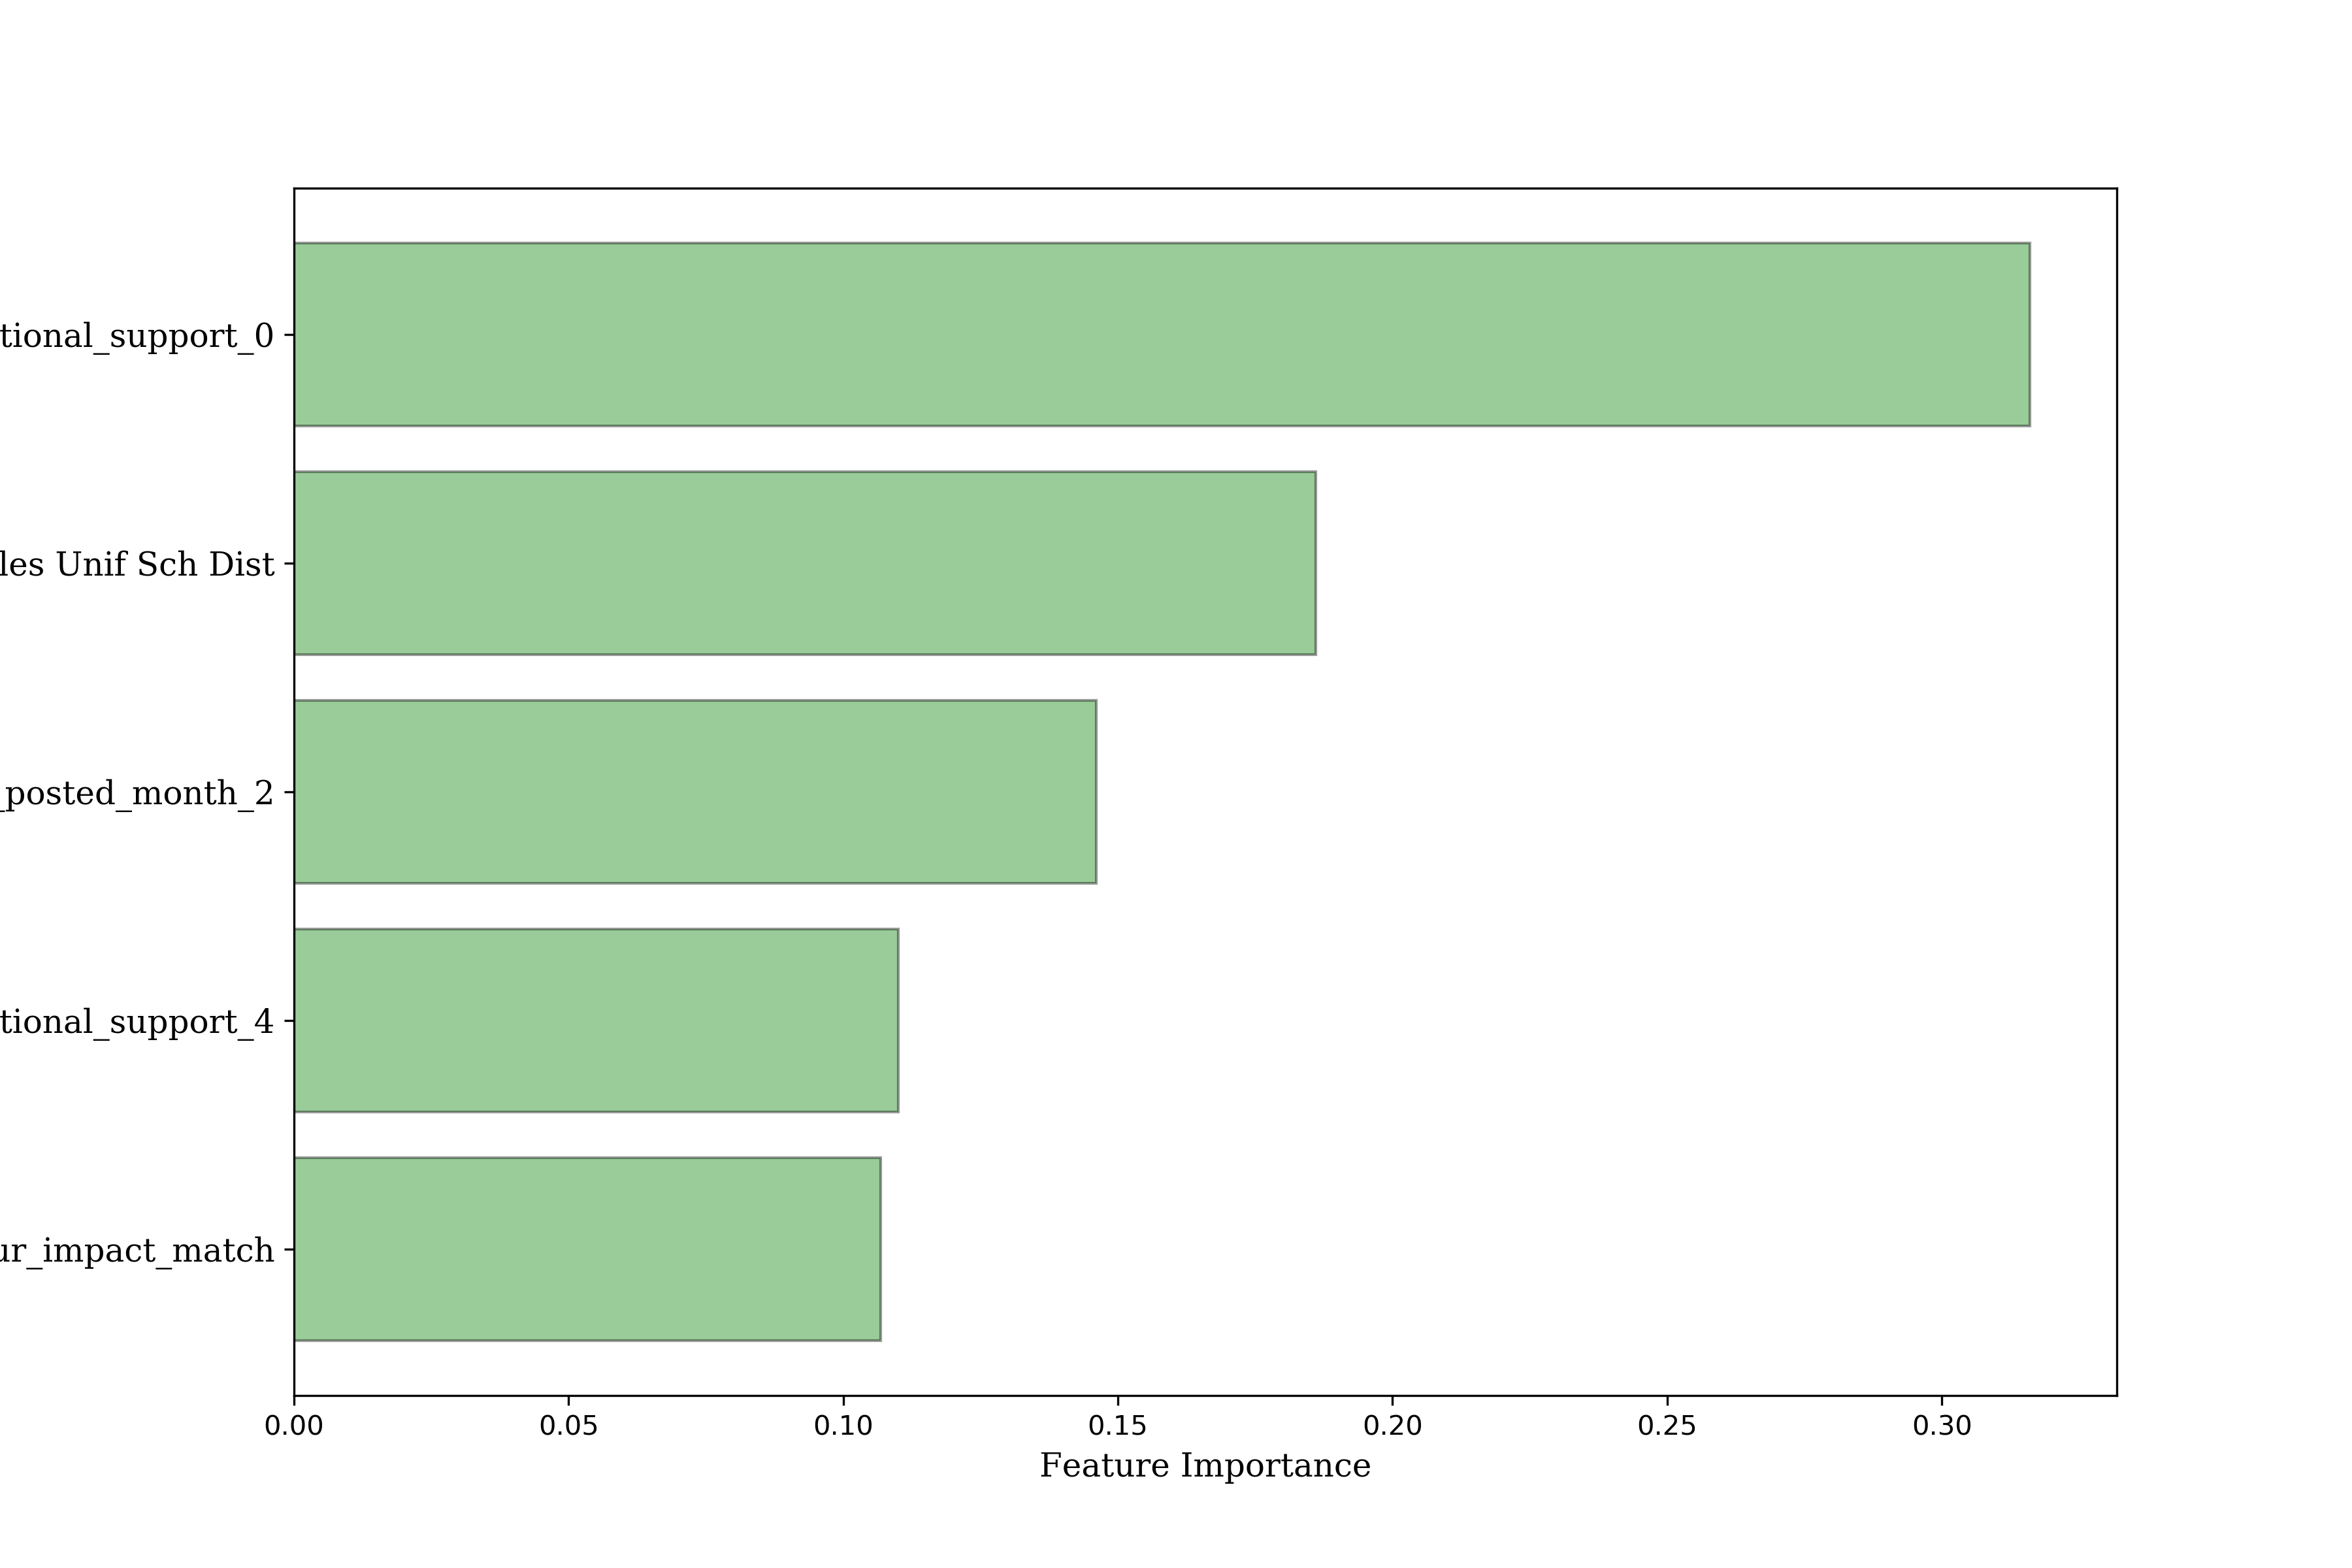 tional_support_0
les Unif Sch Dist
_posted_month_2
tional_support_4
ur_impact_match
0.00 0.05 0.10 0.15 0.20 0.25 0.30
Feature Importance